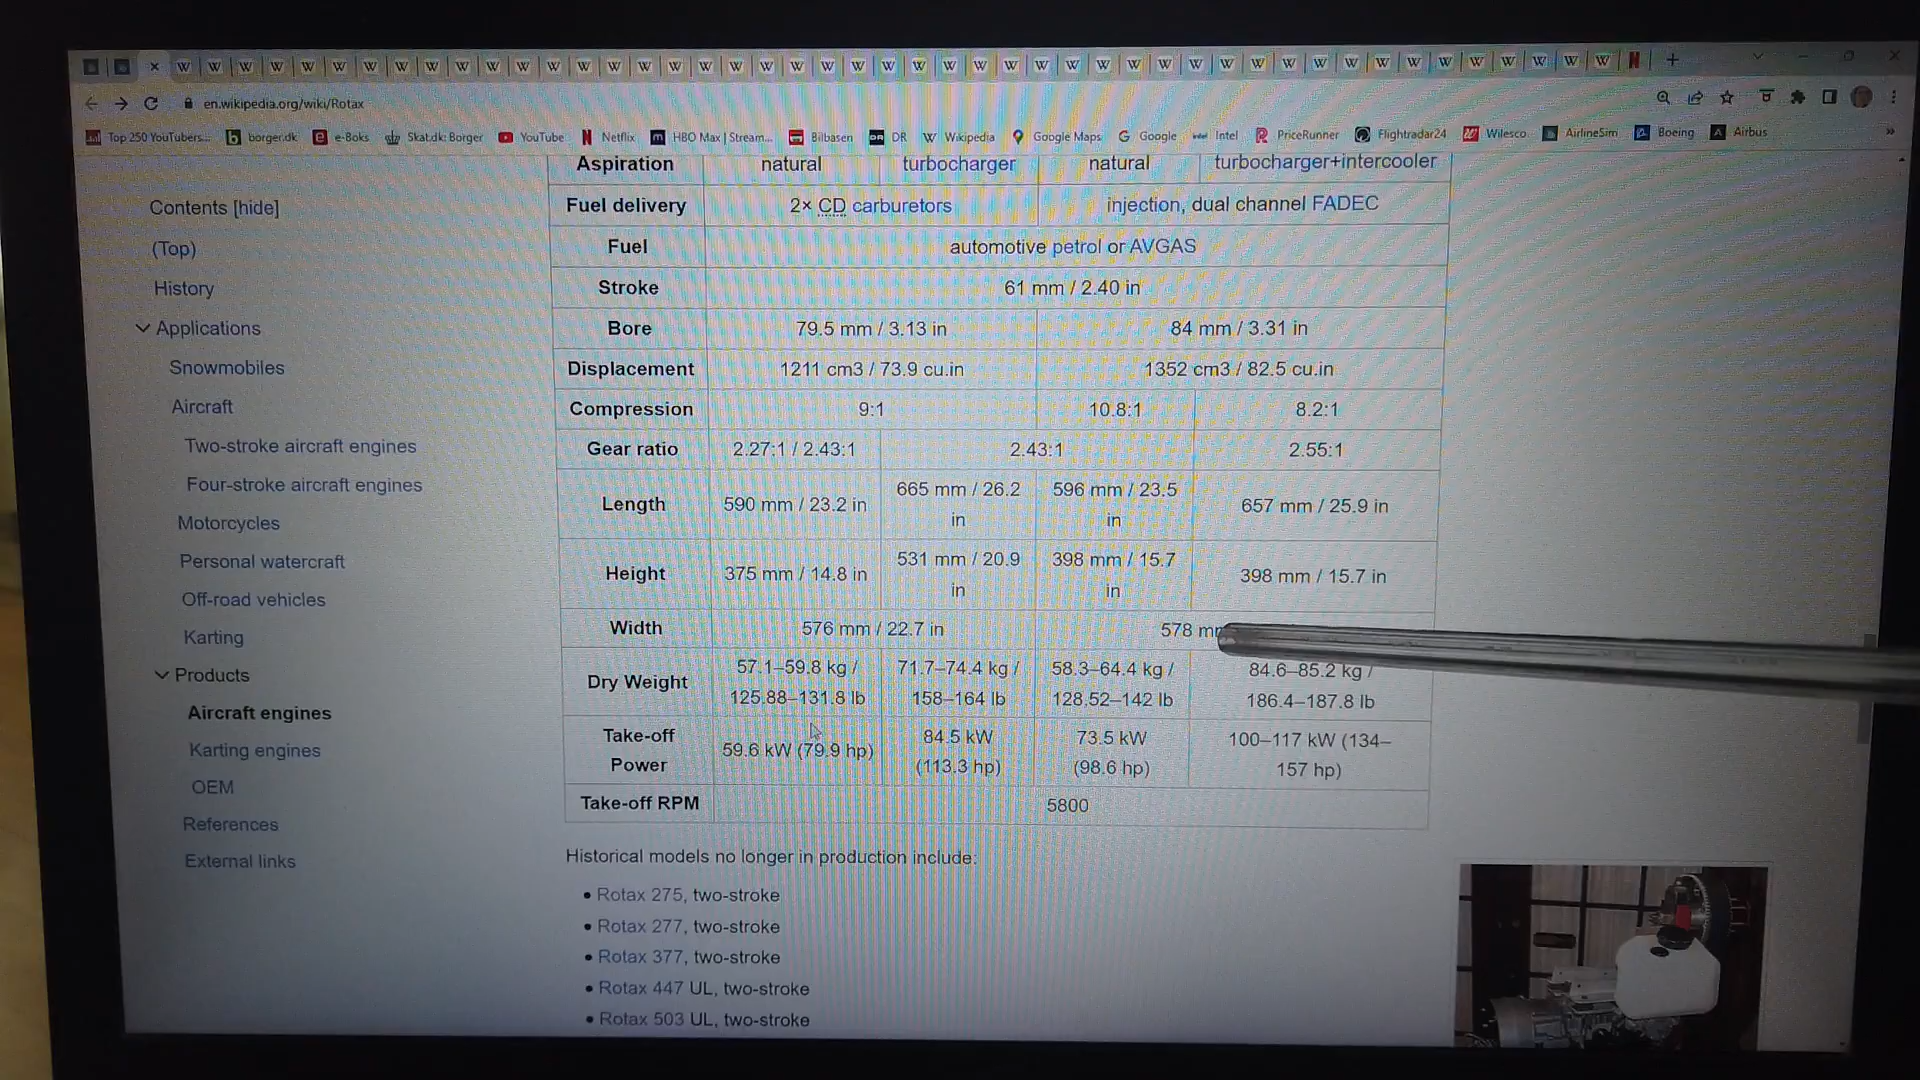 en.wikipedia.org/wiki/Rotax
Top 250 YouTubers... borger.dk e-Boks Skat.dk: Borger YouTube Netflix HBO Max | Stream... Bilbasen DR Wikipedia Google Maps Google Intel PriceRunner Flightradar24 Wilesco AirlineSim Boeing Airbus »
Contents [hide]
(Top)
History
Applications
Snowmobiles
Aircraft
Two-stroke aircraft engines
Four-stroke aircraft engines
Motorcycles
Personal watercraft
Off-road vehicles
Karting
Products
Aircraft engines
Karting engines
OEM
References
External links
Aspiration natural turbocharger natural turbocharger+intercooler
Fuel delivery 2× CD carburetors injection, dual channel FADEC
Fuel automotive petrol or AVGAS
Stroke 61 mm / 2.40 in
Bore 79.5 mm / 3.13 in 84 mm / 3.31 in
Displacement 1211 cm3 / 73.9 cu.in 1352 cm3 / 82.5 cu.in
Compression 9:1 10.8:1 8.2:1
Gear ratio 2.27:1 / 2.43:1 2.43:1 2.55:1
Length 590 mm / 23.2 in 665 mm / 26.2 in 596 mm / 23.5 in 657 mm / 25.9 in
Height 375 mm / 14.8 in 531 mm / 20.9 in 398 mm / 15.7 in 398 mm / 15.7 in
Width 576 mm / 22.7 in 578
Dry Weight 57.1–59.8 kg / 125.88–131.8 lb 71.7–74.4 kg / 158–164 lb 58.3–64.4 kg / 128.52–142 lb 84.6–85.2 kg / 186.4–187.8 lb
Take-off Power 59.6 kW (79.9 hp) 84.5 kW (113.3 hp) 73.5 kW (98.6 hp) 100–117 kW (134–157 hp)
Take-off RPM 5800
Historical models no longer in production include:
• Rotax 275, two-stroke
• Rotax 277, two-stroke
• Rotax 377, two-stroke
• Rotax 447 UL, two-stroke
• Rotax 503 UL, two-stroke